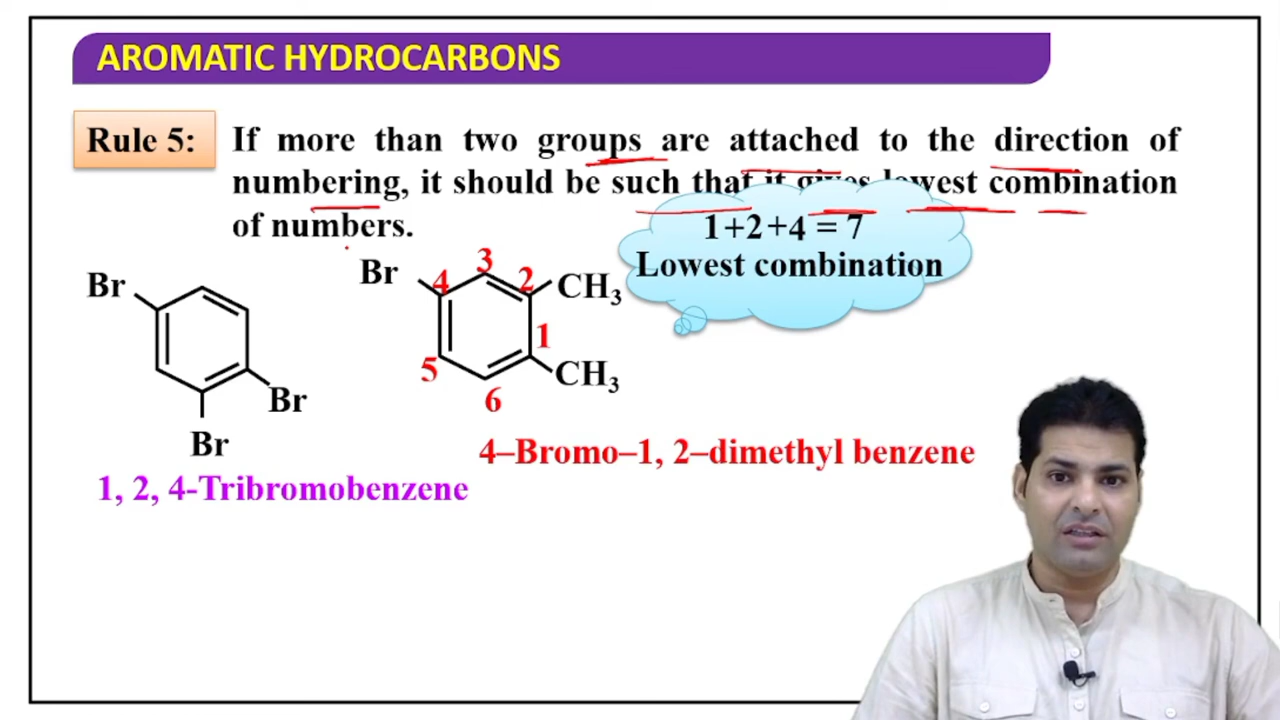 AROMATIC HYDROCARBONS
Rule 5: If more than two groups are attached to the direction of
numbering, it should be such that it gives lowest combination
of numbers.
1+2+4 = 7
Lowest combination
Br
Br
Br
1, 2, 4-Tribromobenzene
Br
4
3
2
CH₃
1
CH₃
5
6
4–Bromo–1, 2–dimethyl benzene